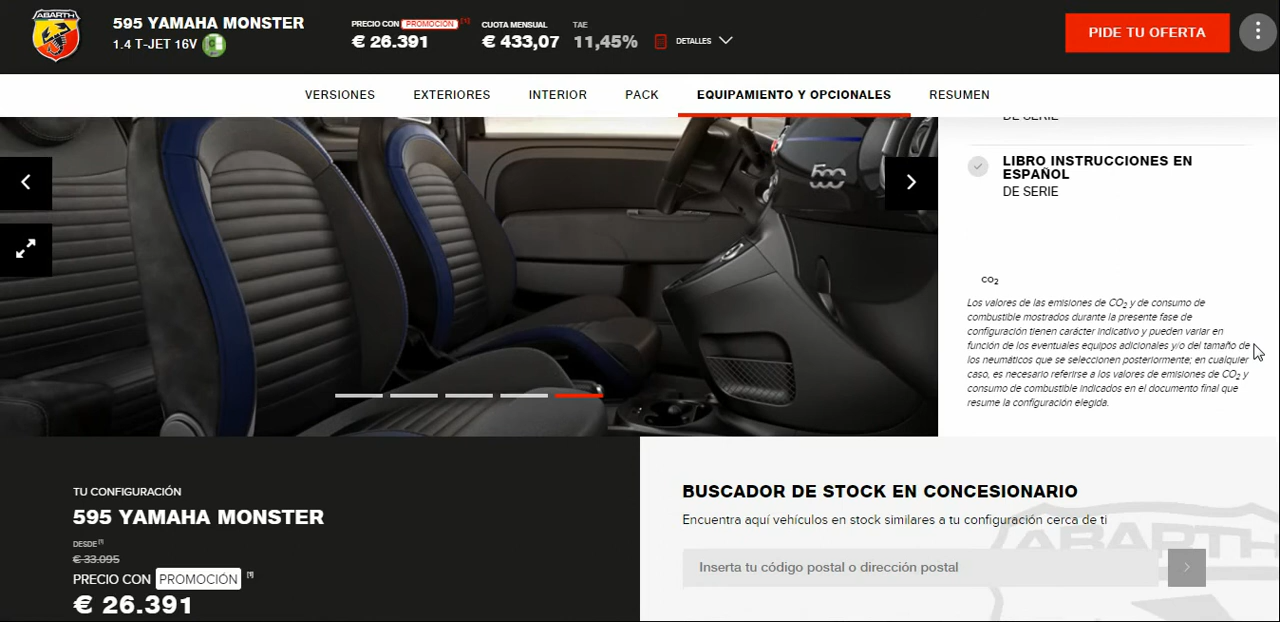 ABARTH
595 YAMAHA MONSTER
1.4 T-JET 16V
PRECIO CON PROMOCIÓN [1]
€ 26.391
CUOTA MENSUAL
€ 433,07
TAE
11,45%
DETALLES
PIDE TU OFERTA
VERSIONES EXTERIORES INTERIOR PACK EQUIPAMIENTO Y OPCIONALES RESUMEN
500
DE SERIE
LIBRO INSTRUCCIONES EN
ESPAÑOL
DE SERIE
CO2
Los valores de las emisiones de CO2 y de consumo de
combustible mostrados durante la presente fase de
configuración tienen carácter indicativo y pueden variar en
función de los eventuales equipos adicionales y/o del tamaño de
los neumáticos que se seleccionen posteriormente; en cualquier
caso, es necesario referirse a los valores de emisiones de CO2 y
consumo de combustible indicados en el documento final que
resume la configuración elegida.
TU CONFIGURACIÓN
595 YAMAHA MONSTER
DESDE [1]
€ 33.095
PRECIO CON PROMOCIÓN [1]
€ 26.391
BUSCADOR DE STOCK EN CONCESIONARIO
Encuentra aquí vehículos en stock similares a tu configuración cerca de ti
ABARTH
Inserta tu código postal o dirección postal